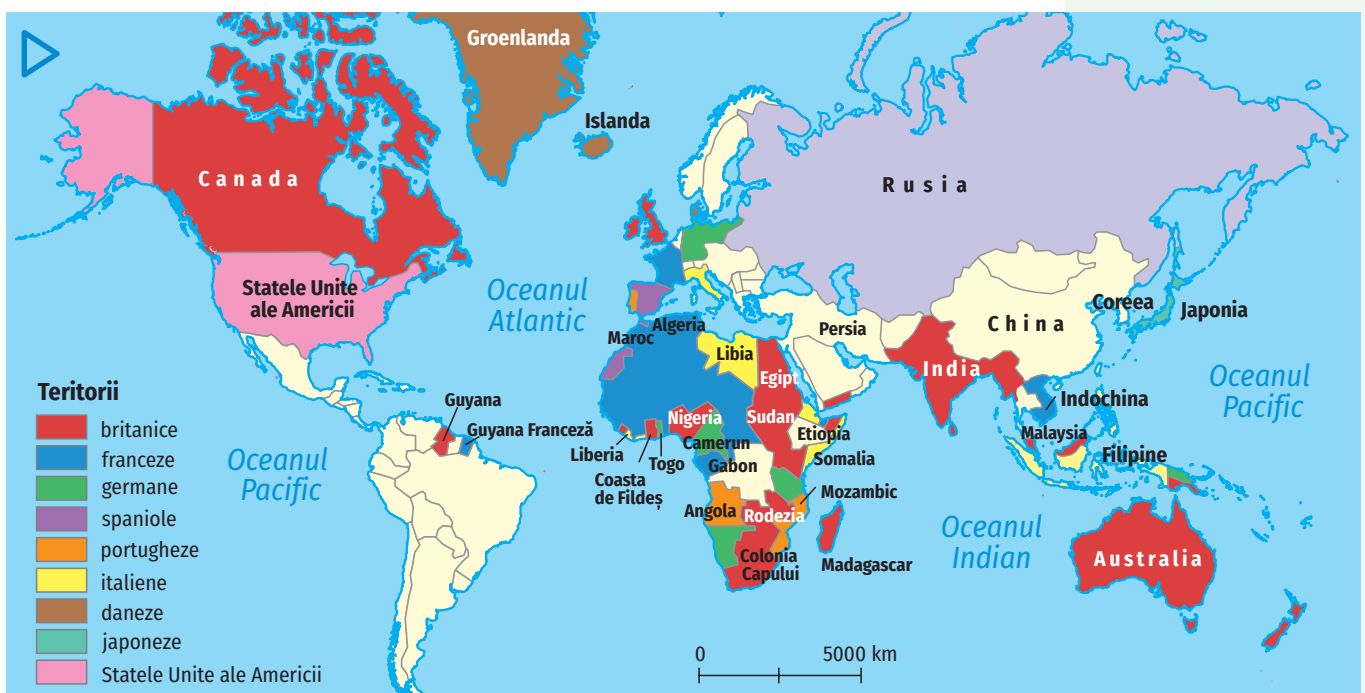 Groenlanda
Islanda
Canada
Rusia
Statele Unite
ale Americii
Oceanul
Atlantic
Coreea
Japonia
China
Persia
Algeria
Maroc
Libia
Egipt
India
Oceanul
Pacific
Indochina
Guyana
Guyana Franceză
Nigeria
Sudan
Etiopia
Malaysia
Camerun
Liberia
Togo
Gabon
Somalia
Filipine
Coasta
de Fildeș
Oceanul
Pacific
Mozambic
Angola
Rodezia
Oceanul
Indian
Australia
Colonia
Capului
Madagascar
Teritorii
britanice
franceze
germane
spaniole
portugheze
italiene
daneze
japoneze
Statele Unite ale Americii
0 5000 km